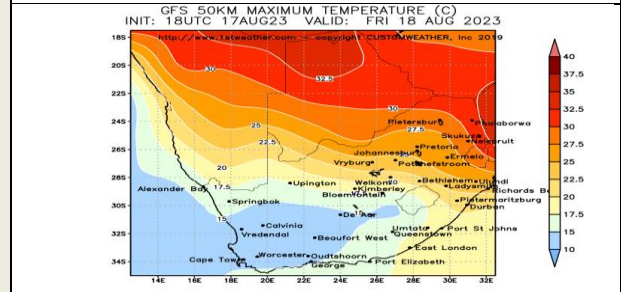 GFS 50KM MAXIMUM TEMPERATURE (C)
INIT: 18UTC 17AUG23 VALID: FRI 18 AUG 2023
http://www.1stweather.com -- copyright CUSTOMWEATHER, Inc 2019
18S
20S
22S
24S
26S
28S
30S
32S
34S
30
32.5
30
27.5
25
22.5
20
17.5
15
15
20
Pietersburg
Phalaborwa
Skukuza
Nelspruit
Pretoria
Johannesburg
Ermelo
Vryburg
Potchefstroom
Welkom
Bethlehem
Ulundi
Kimberley
Ladysmith
Richards Ba
Bloemfontein
Upington
Alexander Bay
Springbok
Pietermaritzburg
Durban
De Aar
Calvinia
Vredendal
Umtata
Port St Johns
Queenstown
Beaufort West
East London
Cape Town
Worcester
Oudtshoorn
George
Port Elizabeth
14E 16E 18E 20E 22E 24E 26E 28E 30E 32E
40
37.5
35
32.5
30
27.5
25
22.5
20
17.5
15
10